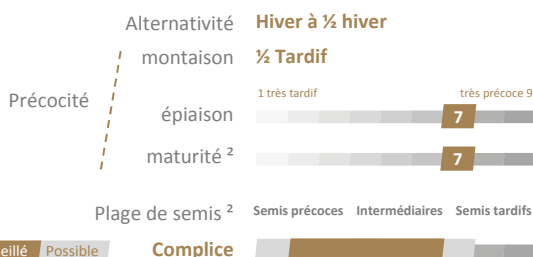 Alternativité Hiver à ½ hiver
montaison ½ Tardif
Précocité
1 très tardif très précoce 9
épiaison 7
maturité ² 7
Plage de semis ² Semis précoces Intermédiaires Semis tardifs
Possible Complice